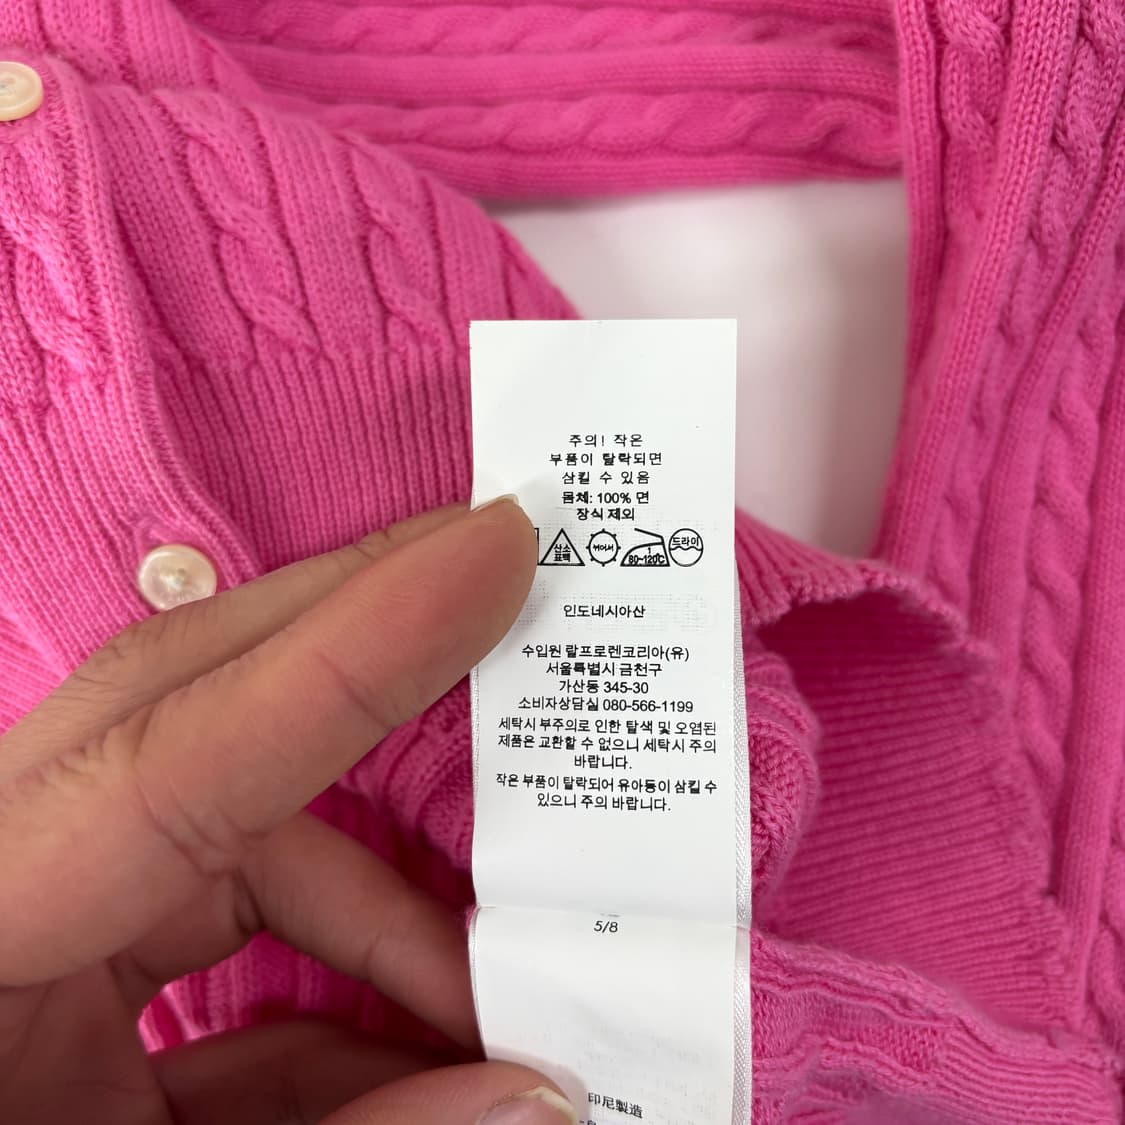 주의! 작은
부품이 탈락되면
삼킬 수 있음
몸체: 100% 면
장식 제외
산소
표백
뉘어서
1
80~120℃
드라이
인도네시아산
수입원 랄프로렌코리아(유)
서울특별시 금천구
가산동 345-30
소비자상담실 080-566-1199
세탁시 부주의로 인한 탈색 및 오염된
제품은 교환할 수 없으니 세탁시 주의
바랍니다.
작은 부품이 탈락되어 유아등이 삼킬 수
있으니 주의 바랍니다.
5/8
印尼製造